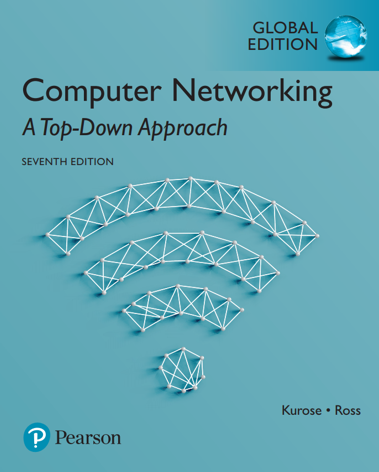 GLOBAL
EDITION
Computer Networking
A Top-Down Approach
SEVENTH EDITION
Kurose • Ross
P Pearson